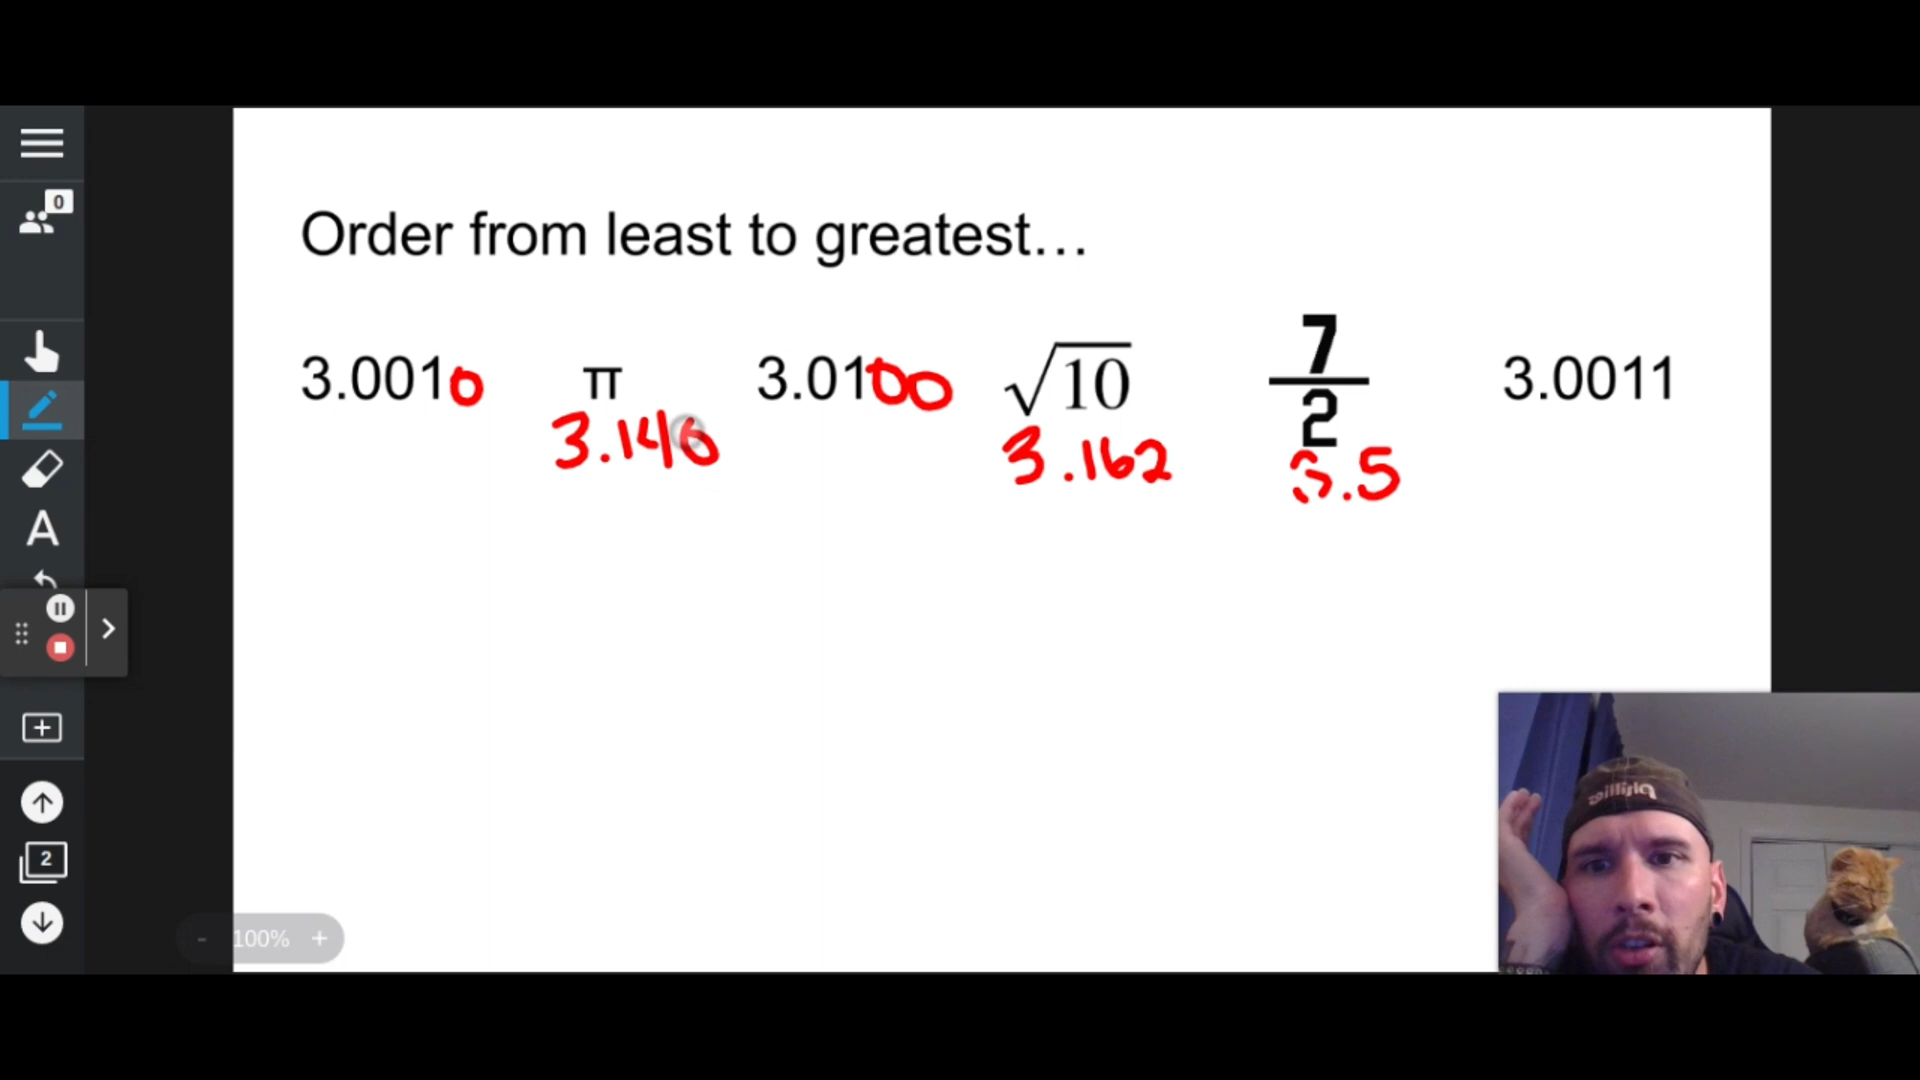 0
Order from least to greatest...
3.0010 π 3.0100 √10 7/2 3.0011
3.140 3.162 3.5
A
2
- 100% +